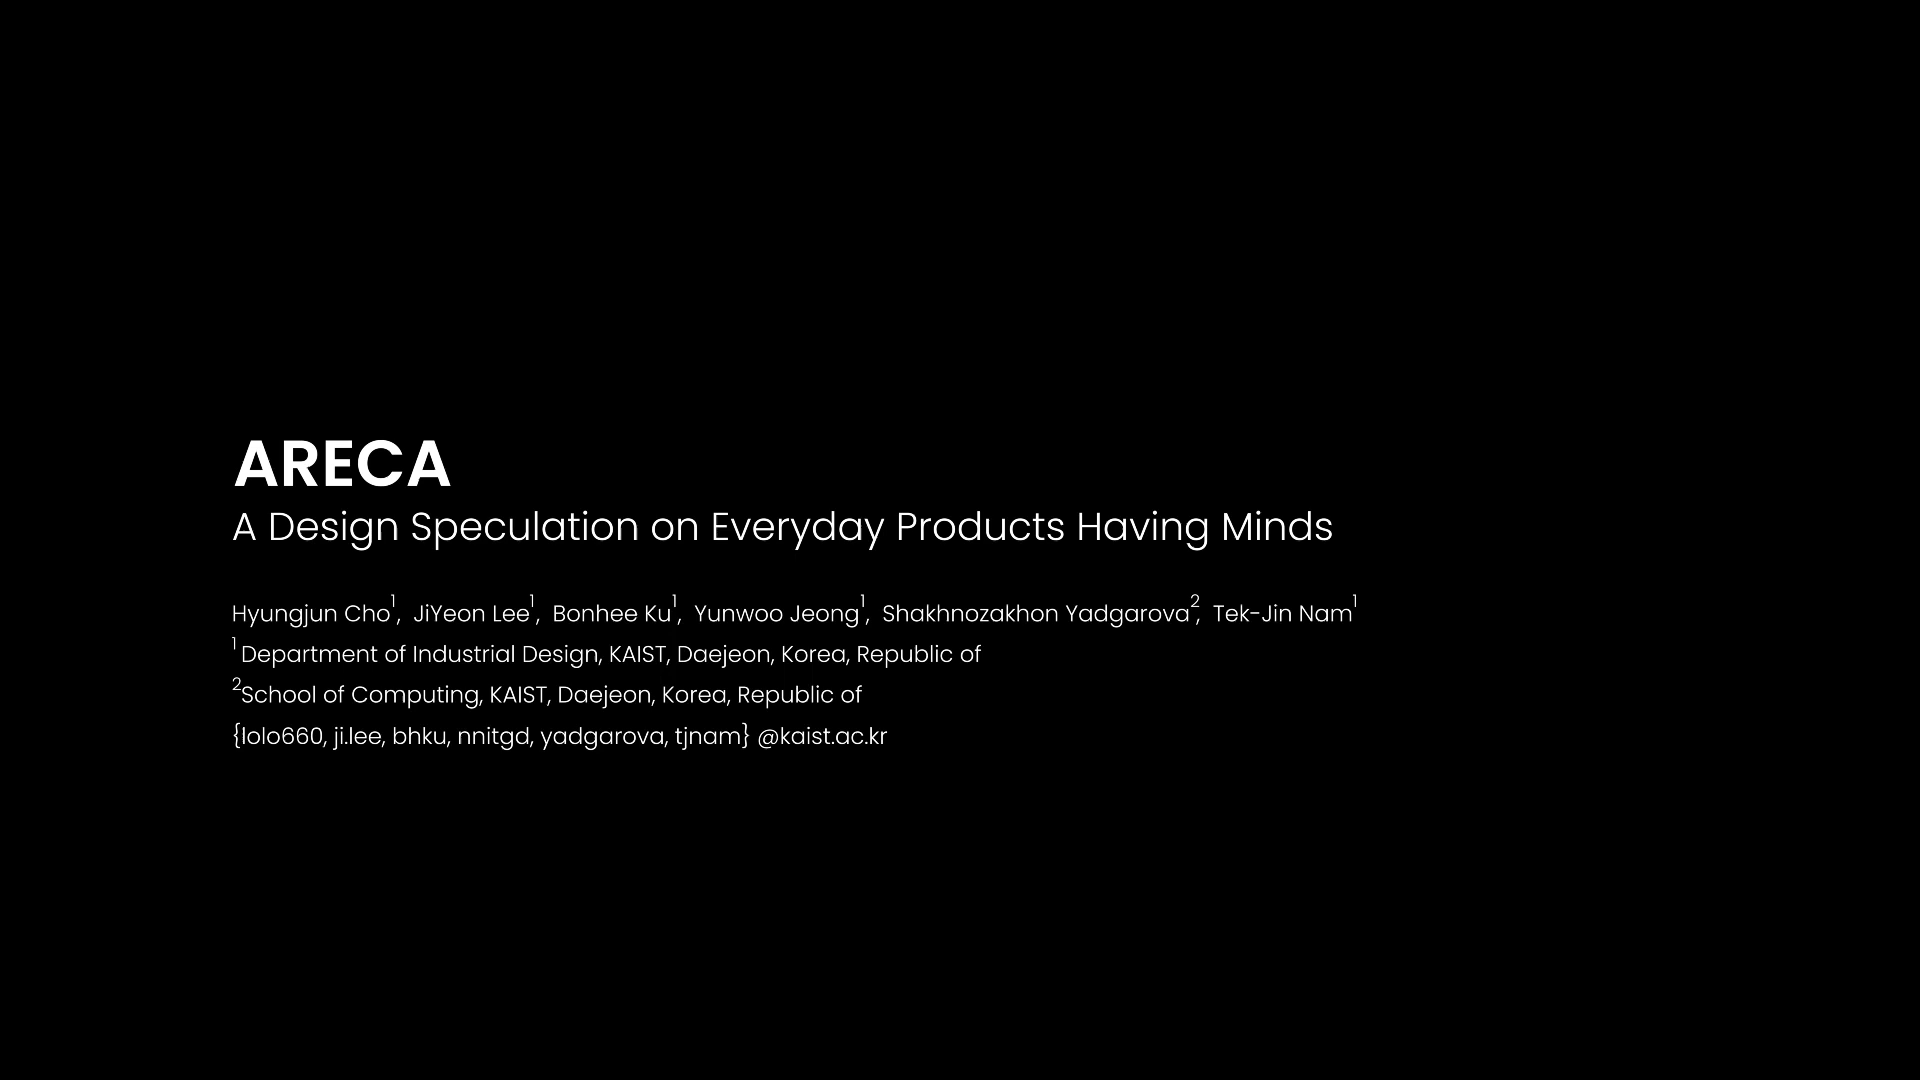 ARECA
A Design Speculation on Everyday Products Having Minds
Hyungjun Cho¹, JiYeon Lee¹, Bonhee Ku¹, Yunwoo Jeong¹, Shakhnozakhon Yadgarova², Tek-Jin Nam¹
¹ Department of Industrial Design, KAIST, Daejeon, Korea, Republic of
²School of Computing, KAIST, Daejeon, Korea, Republic of
{lolo660, ji.lee, bhku, nnitgd, yadgarova, tjnam} @kaist.ac.kr